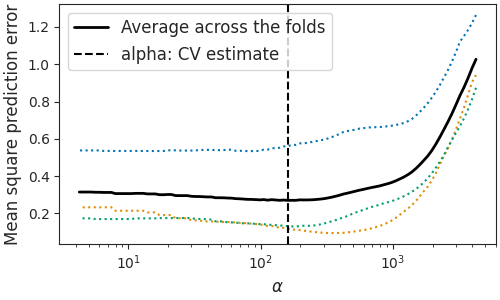 Mean square prediction error
1.2
1.0
0.8
0.6
0.4
0.2
Average across the folds
alpha: CV estimate
10¹
10²
10³
α